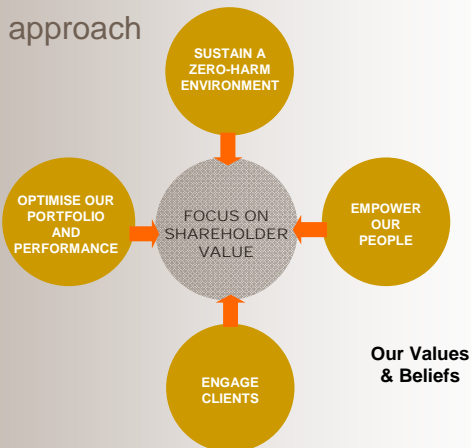 approach
SUSTAIN A
ZERO-HARM
ENVIRONMENT
OPTIMISE OUR
PORTFOLIO
AND
PERFORMANCE
FOCUS ON
SHAREHOLDER
VALUE
EMPOWER
OUR
PEOPLE
ENGAGE
CLIENTS
Our Values
& Beliefs